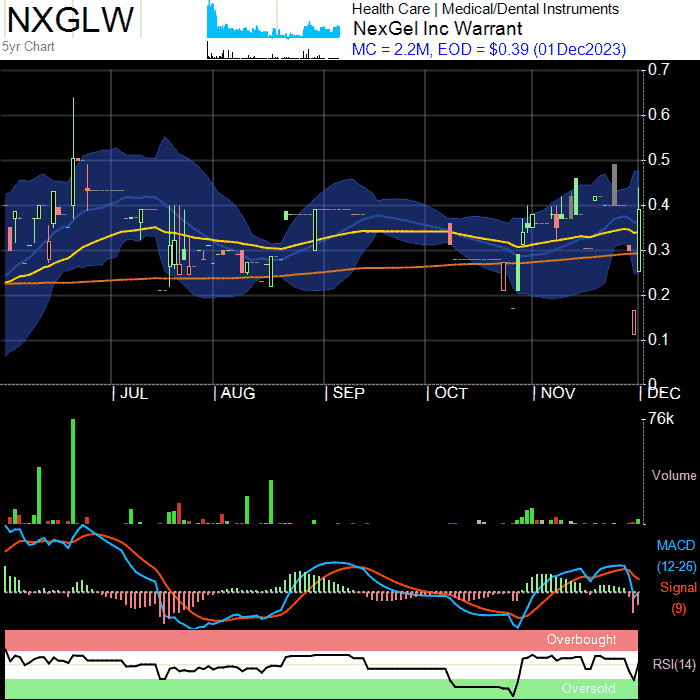 NXGLW
5yr Chart
Health Care | Medical/Dental Instruments
NexGel Inc Warrant
MC = 2.2M, EOD = $0.39 (01Dec2023)
0.7
0.6
0.5
0.4
0.3
0.2
0.1
0
JUL AUG SEP OCT NOV DEC
76k
Volume
MACD
(12-26)
Signal
(9)
Overbought
RSI(14)
Oversold